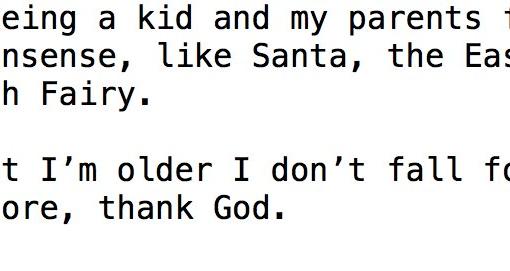 eing a kid and my parents f
nsense, like Santa, the Eas
h Fairy.
t I’m older I don’t fall fo
ore, thank God.